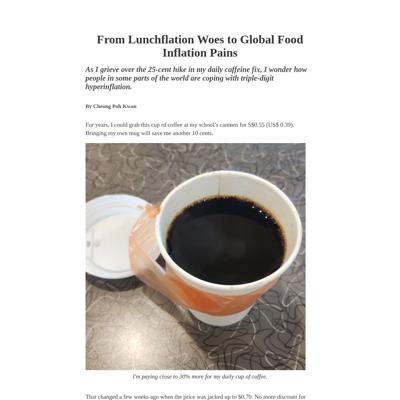 From Lunchflation Woes to Global Food
Inflation Pains
As I grieve over the 25-cent hike in my daily caffeine fix, I wonder how
people in some parts of the world are coping with triple-digit
hyperinflation.
By Cheong Poh Kwan
For years, I could grab this cup of coffee at my school's canteen for S$0.55 (US$ 0.39).
Bringing my own mug will save me another 10 cents.
I'm paying close to 30% more for my daily cup of coffee.
That changed a few weeks ago when the price was jacked up to $0.70. No more discount for